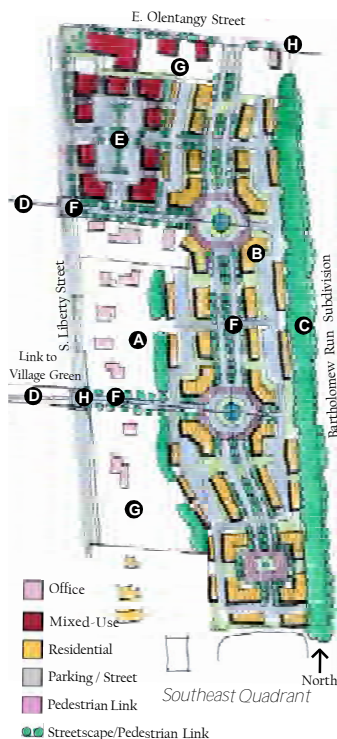 E. Olentangy Street
H
G
E
D
F
B
S. Liberty Street
A
F
C
Bartholomew Run Subdivision
Link to
Village Green
D
H
F
G
Office
Mixed-Use
Residential
Parking / Street
Pedestrian Link
Streetscape/Pedestrian Link
North
Southeast Quadrant